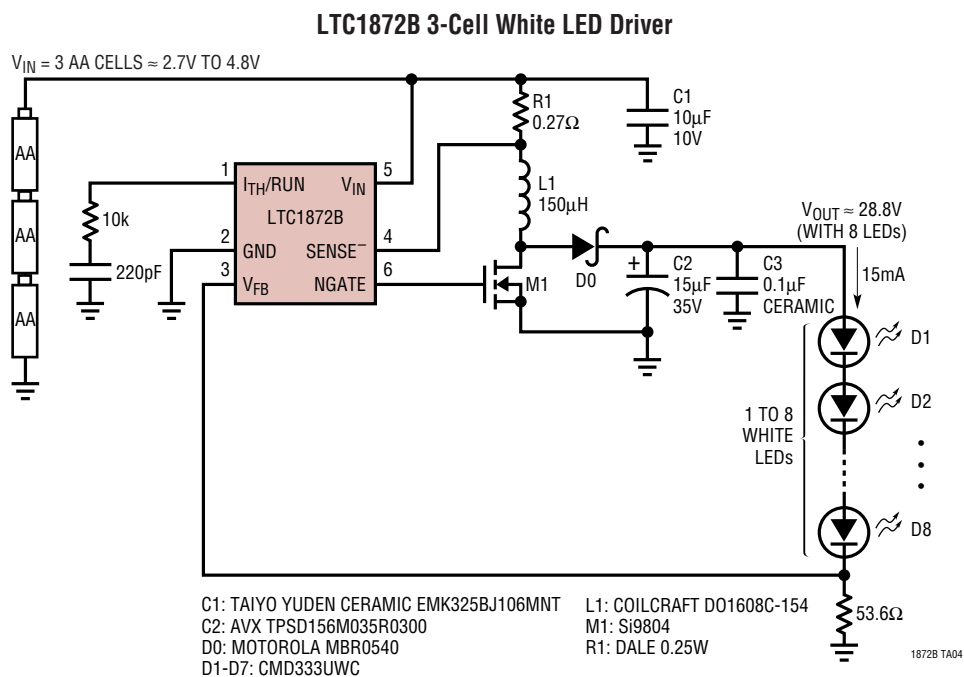 LTC1872B 3-Cell White LED Driver
VIN = 3 AA CELLS ≈ 2.7V TO 4.8V
AA
AA
AA
R1
0.27Ω
C1
10µF
10V
1
ITH/RUN
VIN
5
LTC1872B
2
GND
SENSE–
4
3
VFB
NGATE
6
10k
220pF
L1
150µH
M1
D0
C2
15µF
35V
+
C3
0.1µF
CERAMIC
VOUT ≈ 28.8V
(WITH 8 LEDs)
15mA
D1
D2
D8
1 TO 8
WHITE
LEDs
53.6Ω
C1: TAIYO YUDEN CERAMIC EMK325BJ106MNT
C2: AVX TPSD156M035R0300
D0: MOTOROLA MBR0540
D1-D7: CMD333UWC
L1: COILCRAFT DO1608C-154
M1: Si9804
R1: DALE 0.25W
1872B TA04